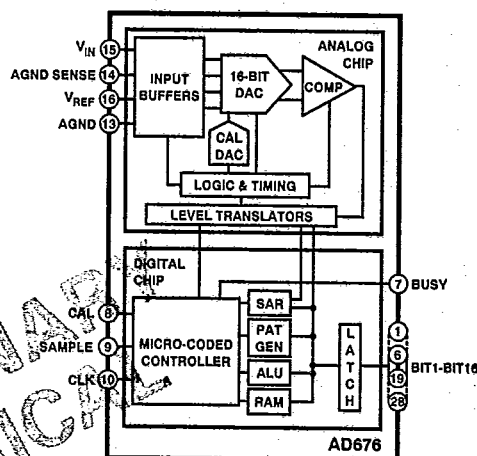 ANALOG
CHIP
V_IN 15
AGND SENSE 14
V_REF 16
AGND 13
INPUT
BUFFERS
16-BIT
DAC
COMP
CAL
DAC
LOGIC & TIMING
LEVEL TRANSLATORS
DIGITAL
CHIP
7 BUSY
CAL 8
SAMPLE 9
CLK 10
MICRO-CODED
CONTROLLER
SAR
PAT
GEN
ALU
RAM
LATCH
1
6
19
28
BIT1-BIT16
AD676